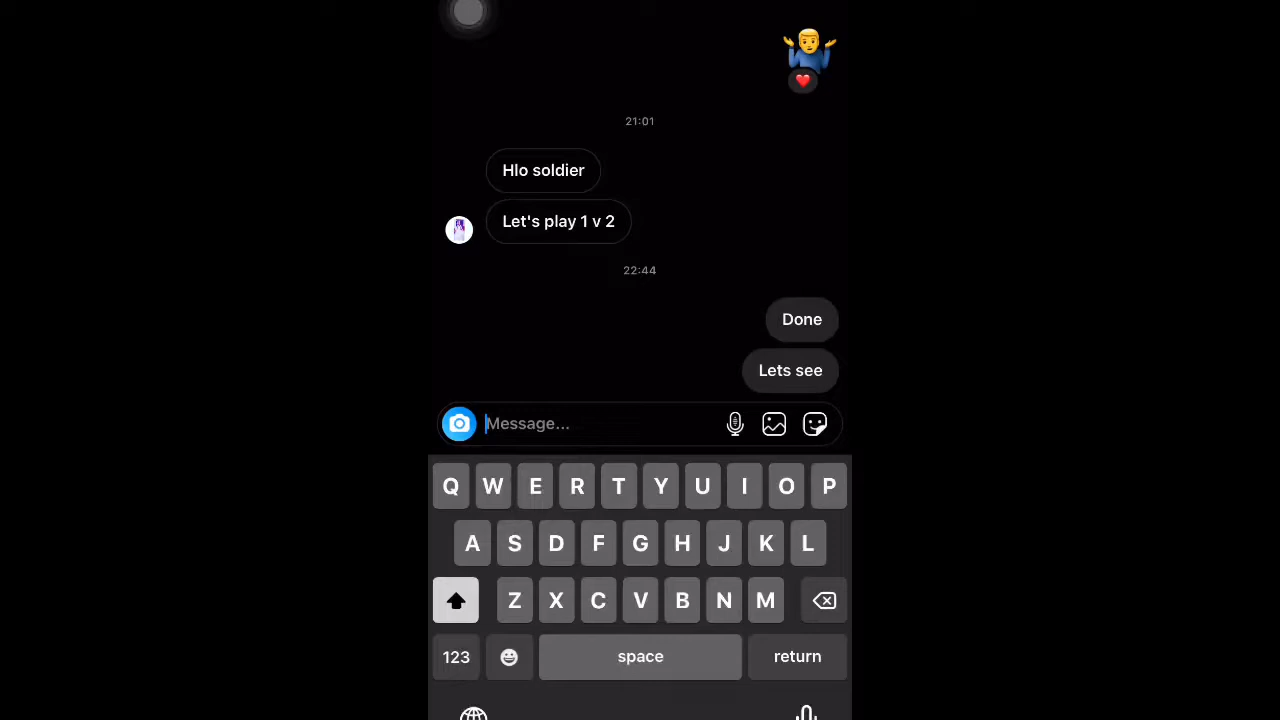 21:01
Hlo soldier
Let's play 1 v 2
22:44
Done
Lets see
Message...
Q W E R T Y U I O P
A S D F G H J K L
Z X C V B N M
123 space return